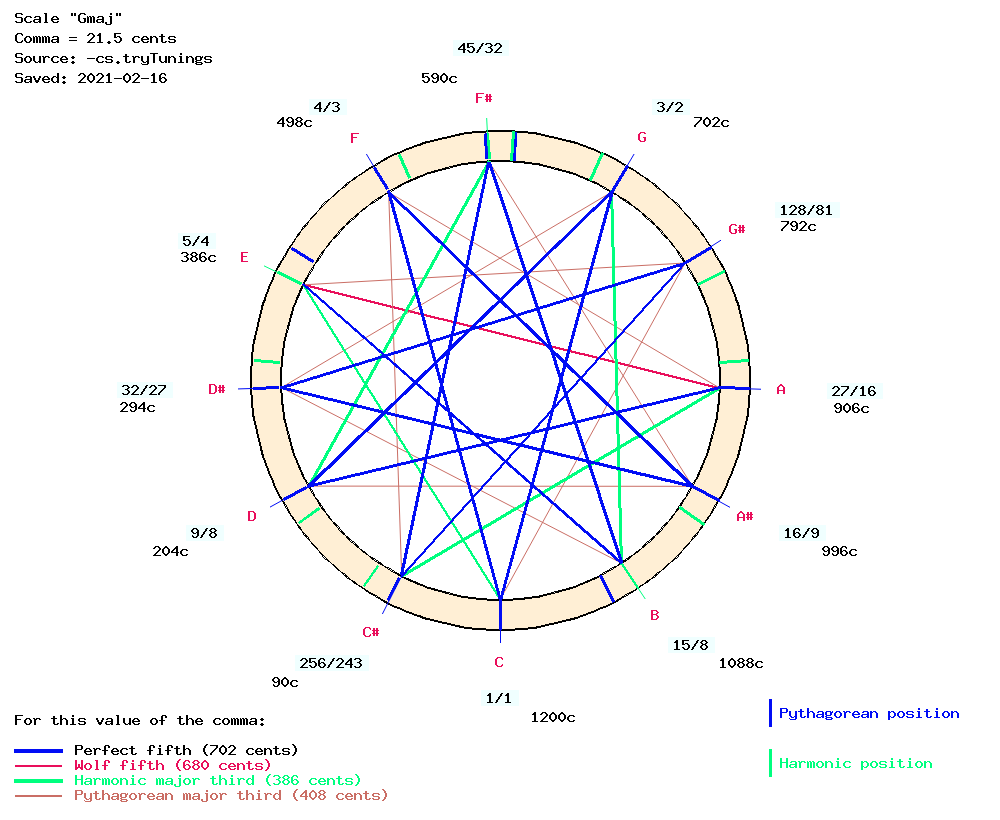 Scale "Gmaj"
Comma = 21.5 cents
Source: -cs.tryTunings
Saved: 2021-02-16
45/32
590c
F#
4/3
498c
F
3/2
702c
G
128/81
792c
G#
5/4
386c
E
32/27
294c
D#
27/16
906c
A
9/8
204c
D
16/9
996c
A#
256/243
90c
C#
15/8
1088c
B
C
1/1
1200c
For this value of the comma:
Perfect fifth (702 cents)
Wolf fifth (680 cents)
Harmonic major third (386 cents)
Pythagorean major third (408 cents)
Pythagorean position
Harmonic position